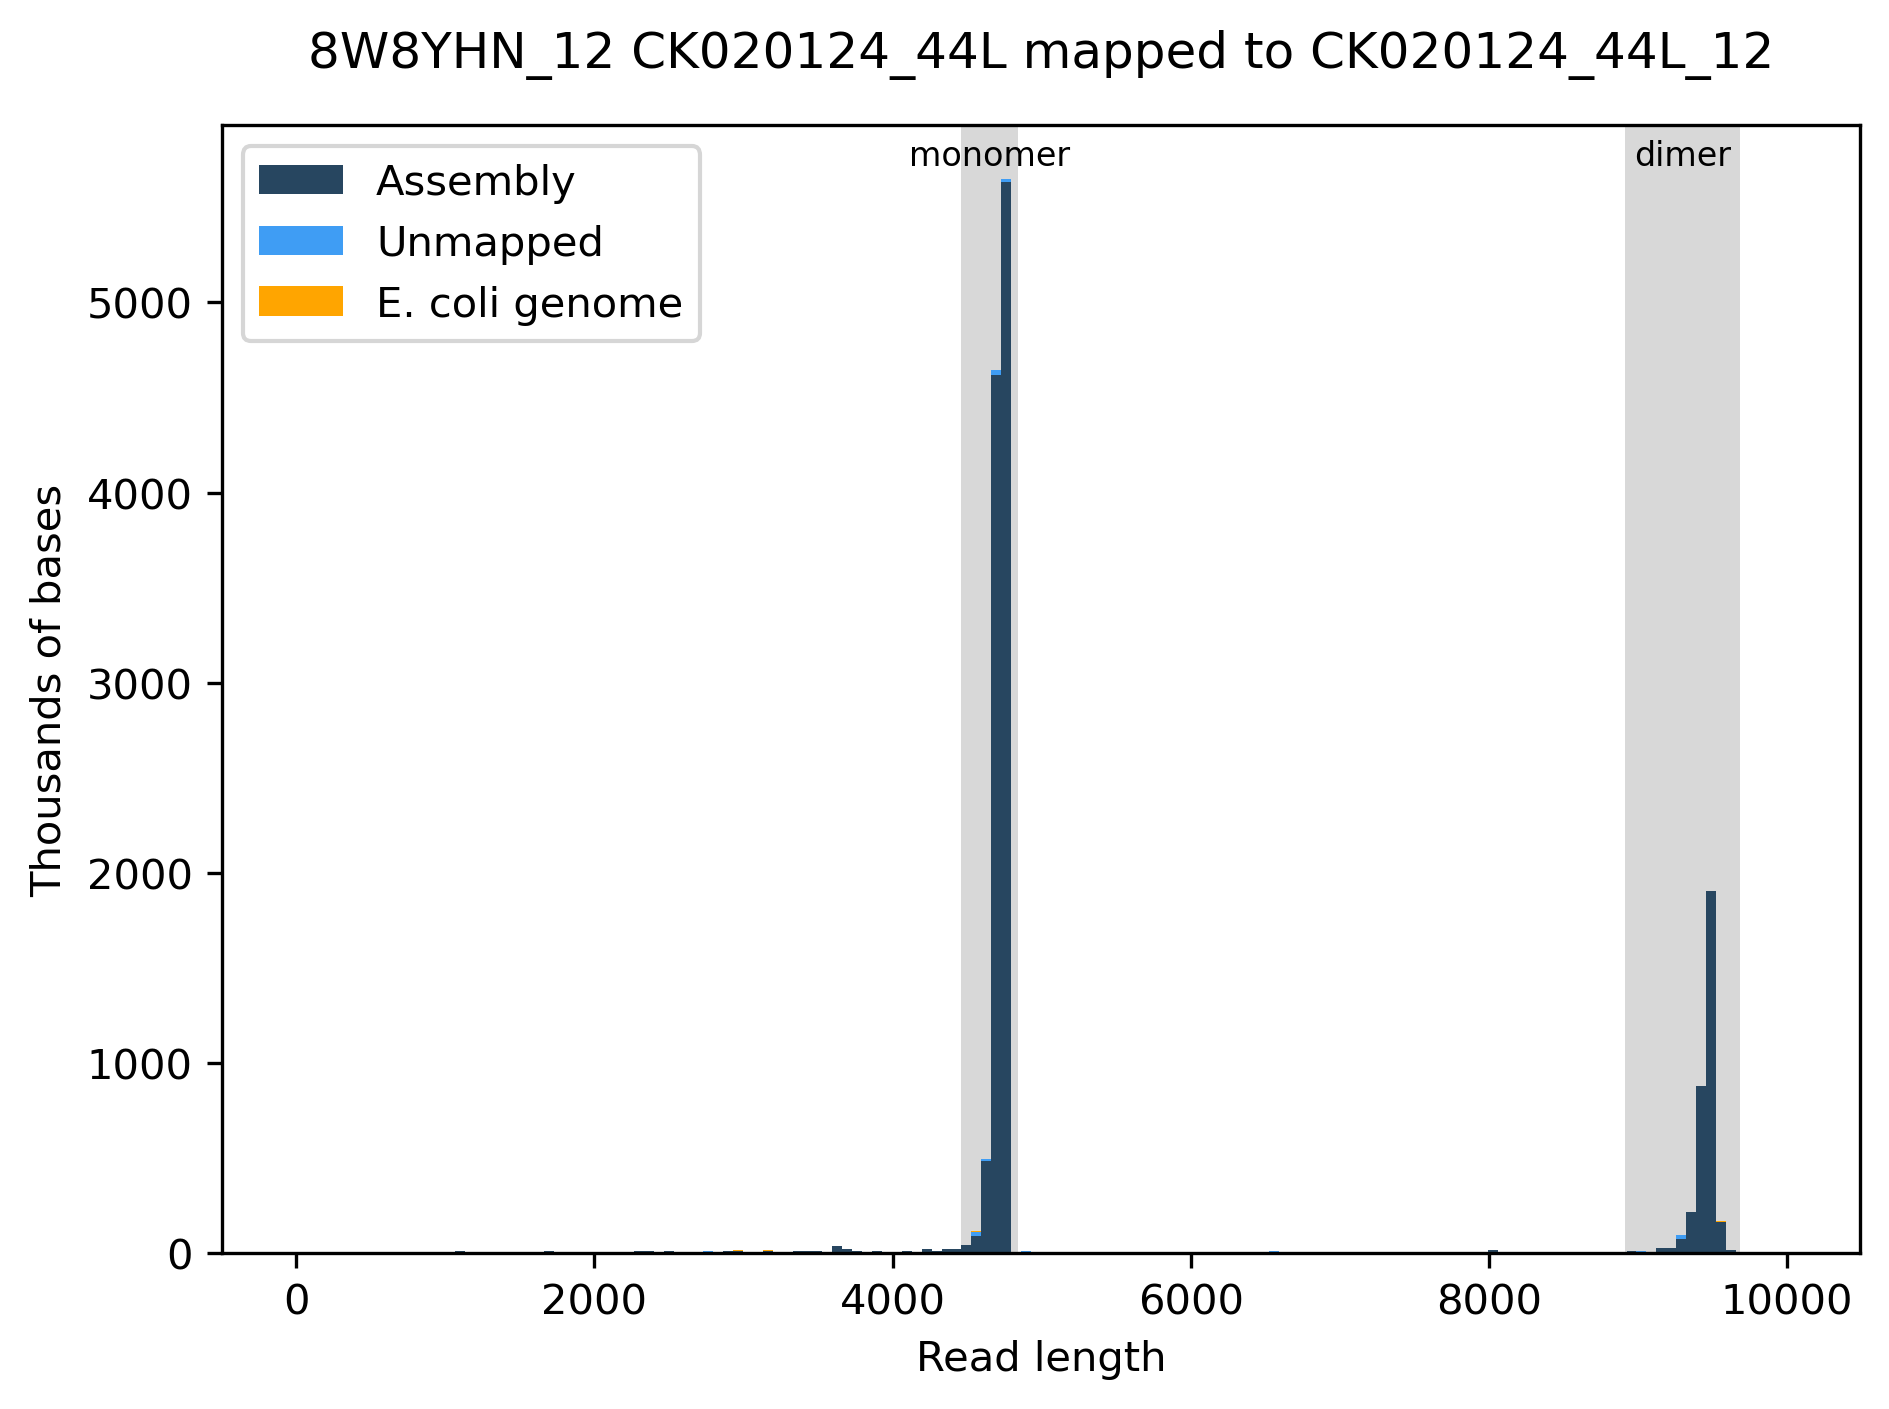 8W8YHN_12 CK020124_44L mapped to CK020124_44L_12
monomer
dimer
Assembly
Unmapped
E. coli genome
Thousands of bases
5000
4000
3000
2000
1000
0
0 2000 4000 6000 8000 10000
Read length